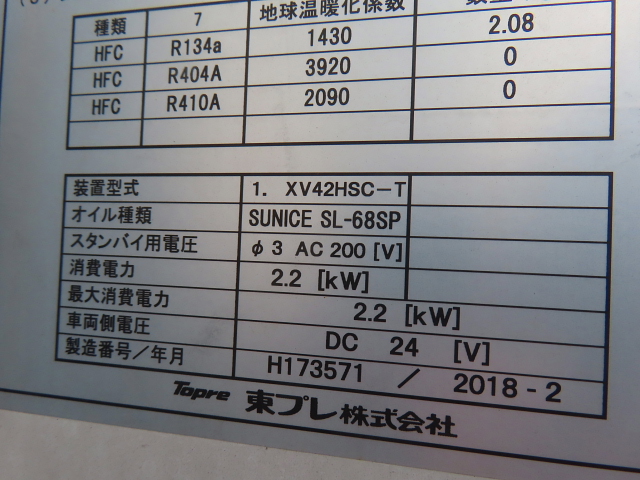 種類 7 地球温暖化係数
HFC R134a 1430 2.08
HFC R404A 3920 0
HFC R410A 2090 0
装置型式 1. XV42HSC-T
オイル種類 SUNICE SL-68SP
スタンバイ用電圧 φ3 AC 200 [V]
消費電力 2.2 [kW]
最大消費電力 2.2 [kW]
車両側電圧 DC 24 [V]
製造番号/年月 H173571 / 2018-2
Topre 東プレ株式会社